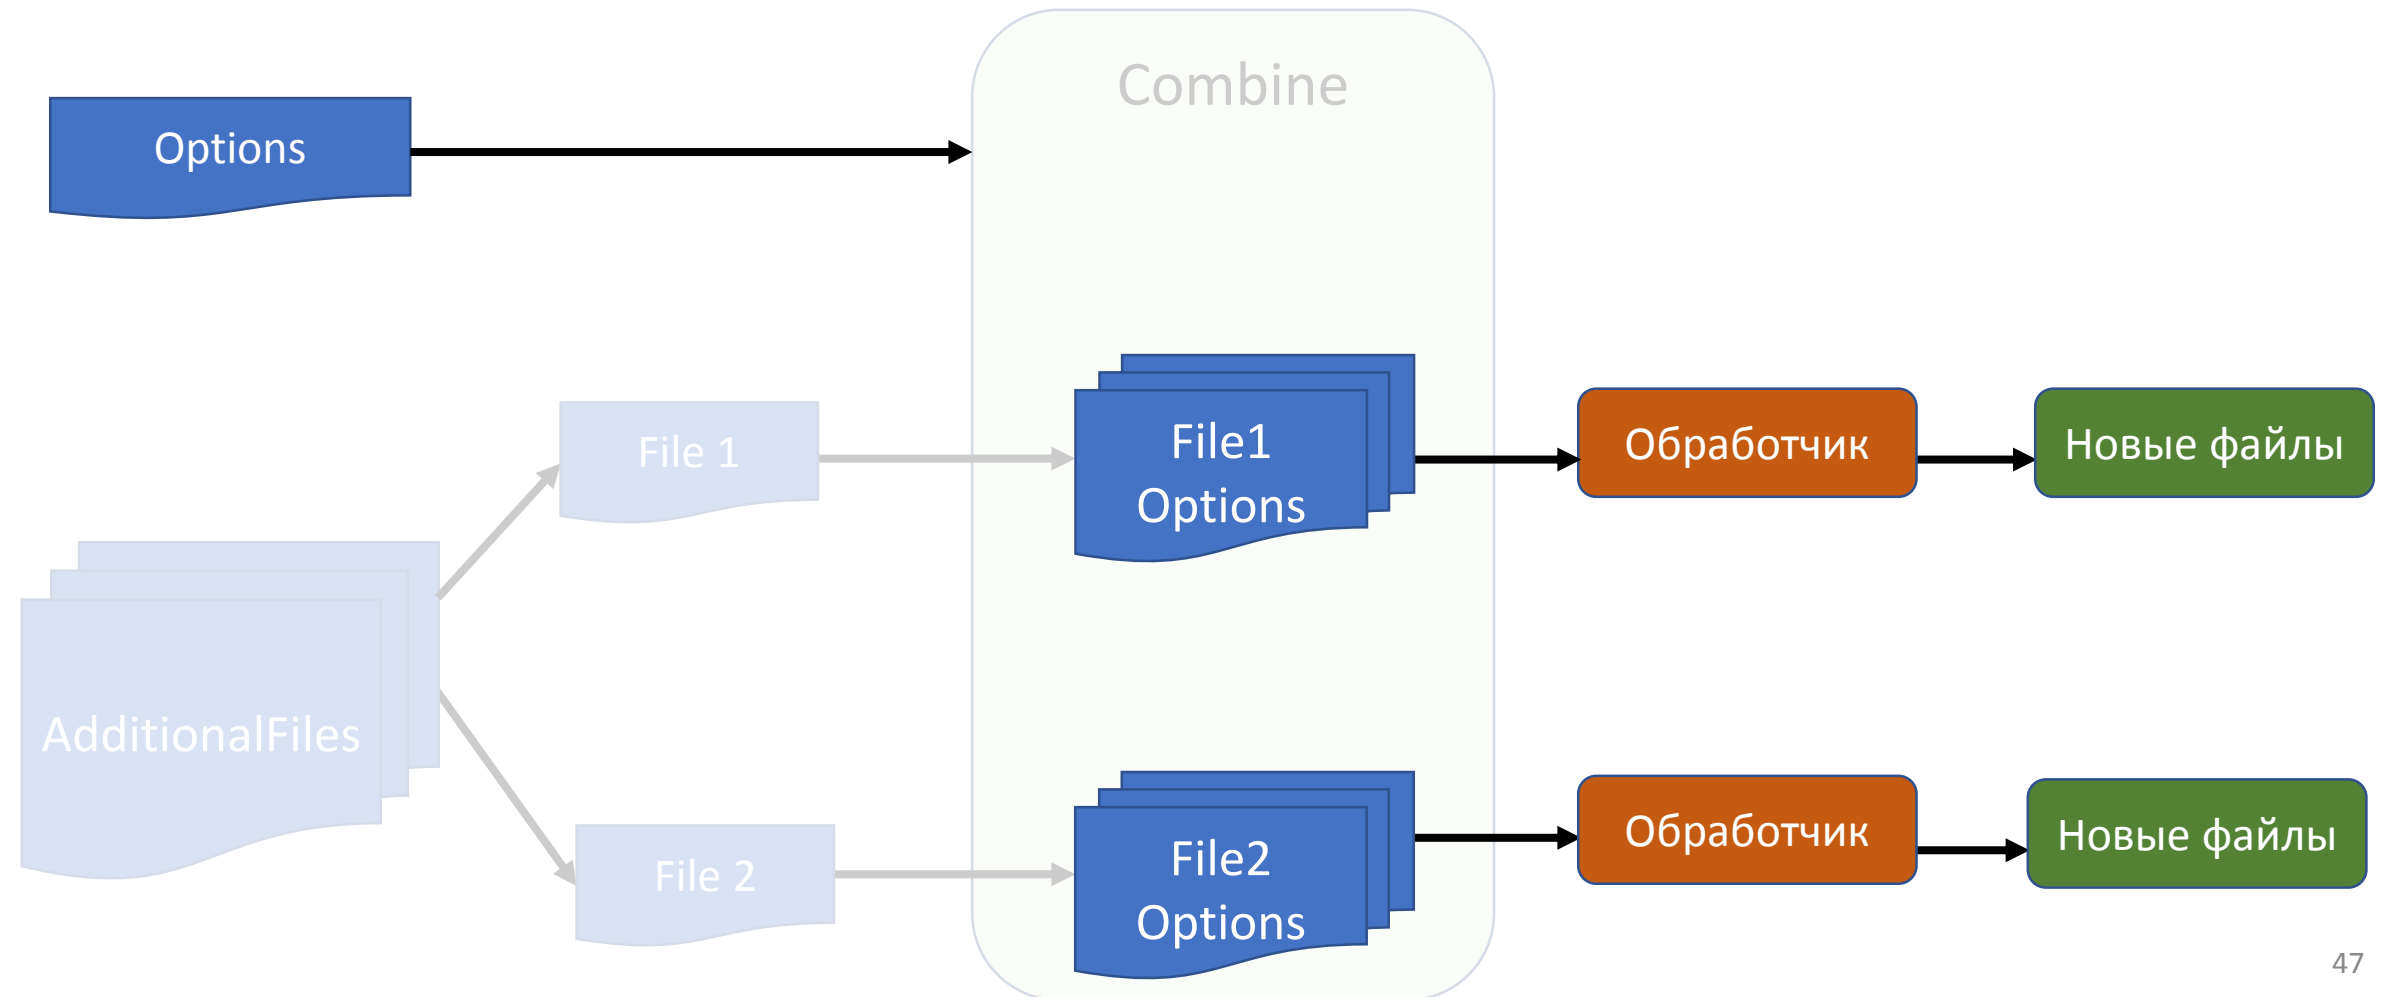 Combine
Options
File 1
File1
Options
Обработчик
Новые файлы
AdditionalFiles
File 2
File2
Options
Обработчик
Новые файлы
47